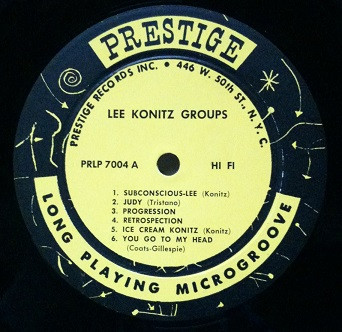 PRESTIGE
PRESTIGE RECORDS INC. • 446 W. 50th ST., N.Y.C.
LEE KONITZ GROUPS
PRLP 7004 A HI FI
1. SUBCONSCIOUS-LEE (Konitz)
2. JUDY (Tristano)
3. PROGRESSION
4. RETROSPECTION
5. ICE CREAM KONITZ (Konitz)
6. YOU GO TO MY HEAD
(Coats-Gillespie)
LONG PLAYING MICROGROOVE